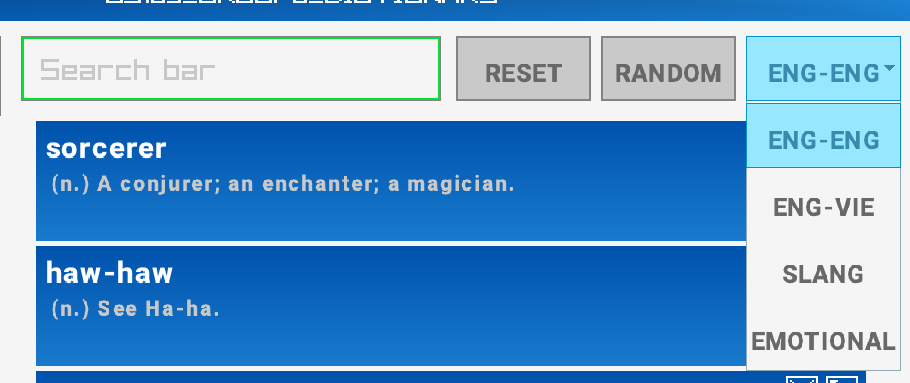 Search bar
RESET
RANDOM
ENG-ENG
ENG-ENG
ENG-VIE
SLANG
EMOTIONAL
sorcerer
(n.) A conjurer; an enchanter; a magician.
haw-haw
(n.) See Ha-ha.